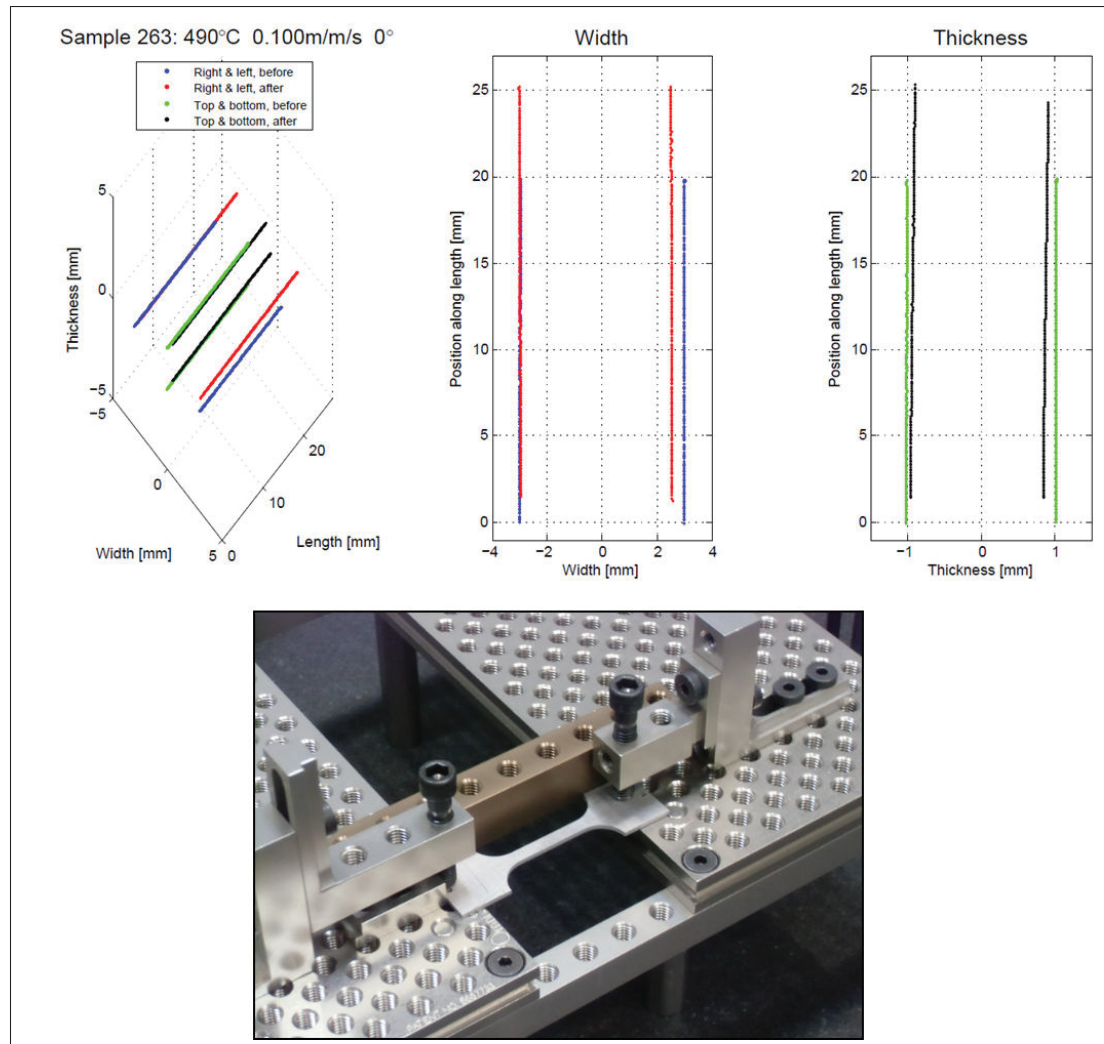 Sample 263: 490°C 0.100m/m/s 0°
Right & left, before
Right & left, after
Top & bottom, before
Top & bottom, after
5
0
−5
Thickness [mm]
−5
0
5
Width [mm]
0
10
20
Length [mm]
Width
25
20
15
10
5
0
Position along length [mm]
−4
−2
0
2
4
Width [mm]
Thickness
25
20
15
10
5
0
Position along length [mm]
−1
0
1
Thickness [mm]